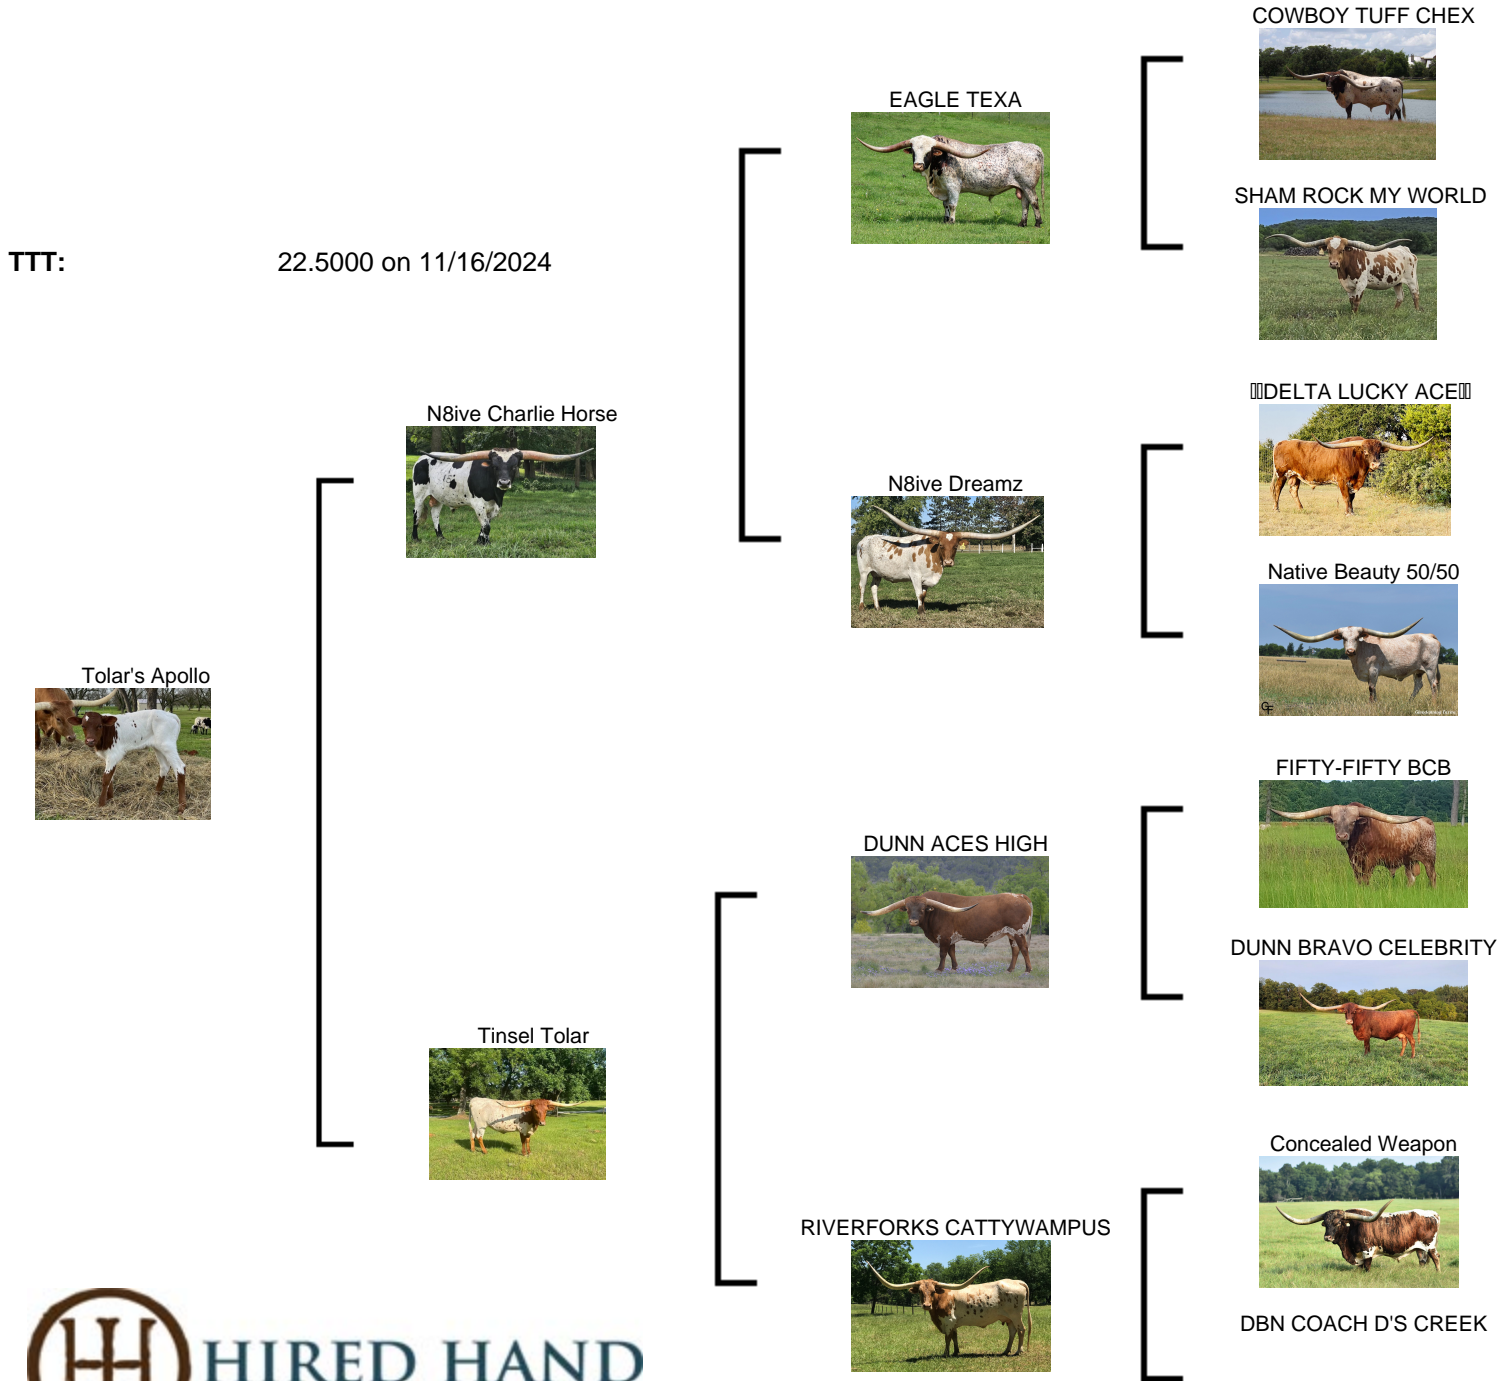 COWBOY TUFF CHEX
EAGLE TEXA
SHAM ROCK MY WORLD
TTT: 22.5000 on 11/16/2024
DELTA LUCKY ACE
N8ive Charlie Horse
N8ive Dreamz
Native Beauty 50/50
Tolar's Apollo
FIFTY-FIFTY BCB
DUNN ACES HIGH
DUNN BRAVO CELEBRITY
Tinsel Tolar
Concealed Weapon
RIVERFORKS CATTYWAMPUS
DBN COACH D'S CREEK
HIRED HAND